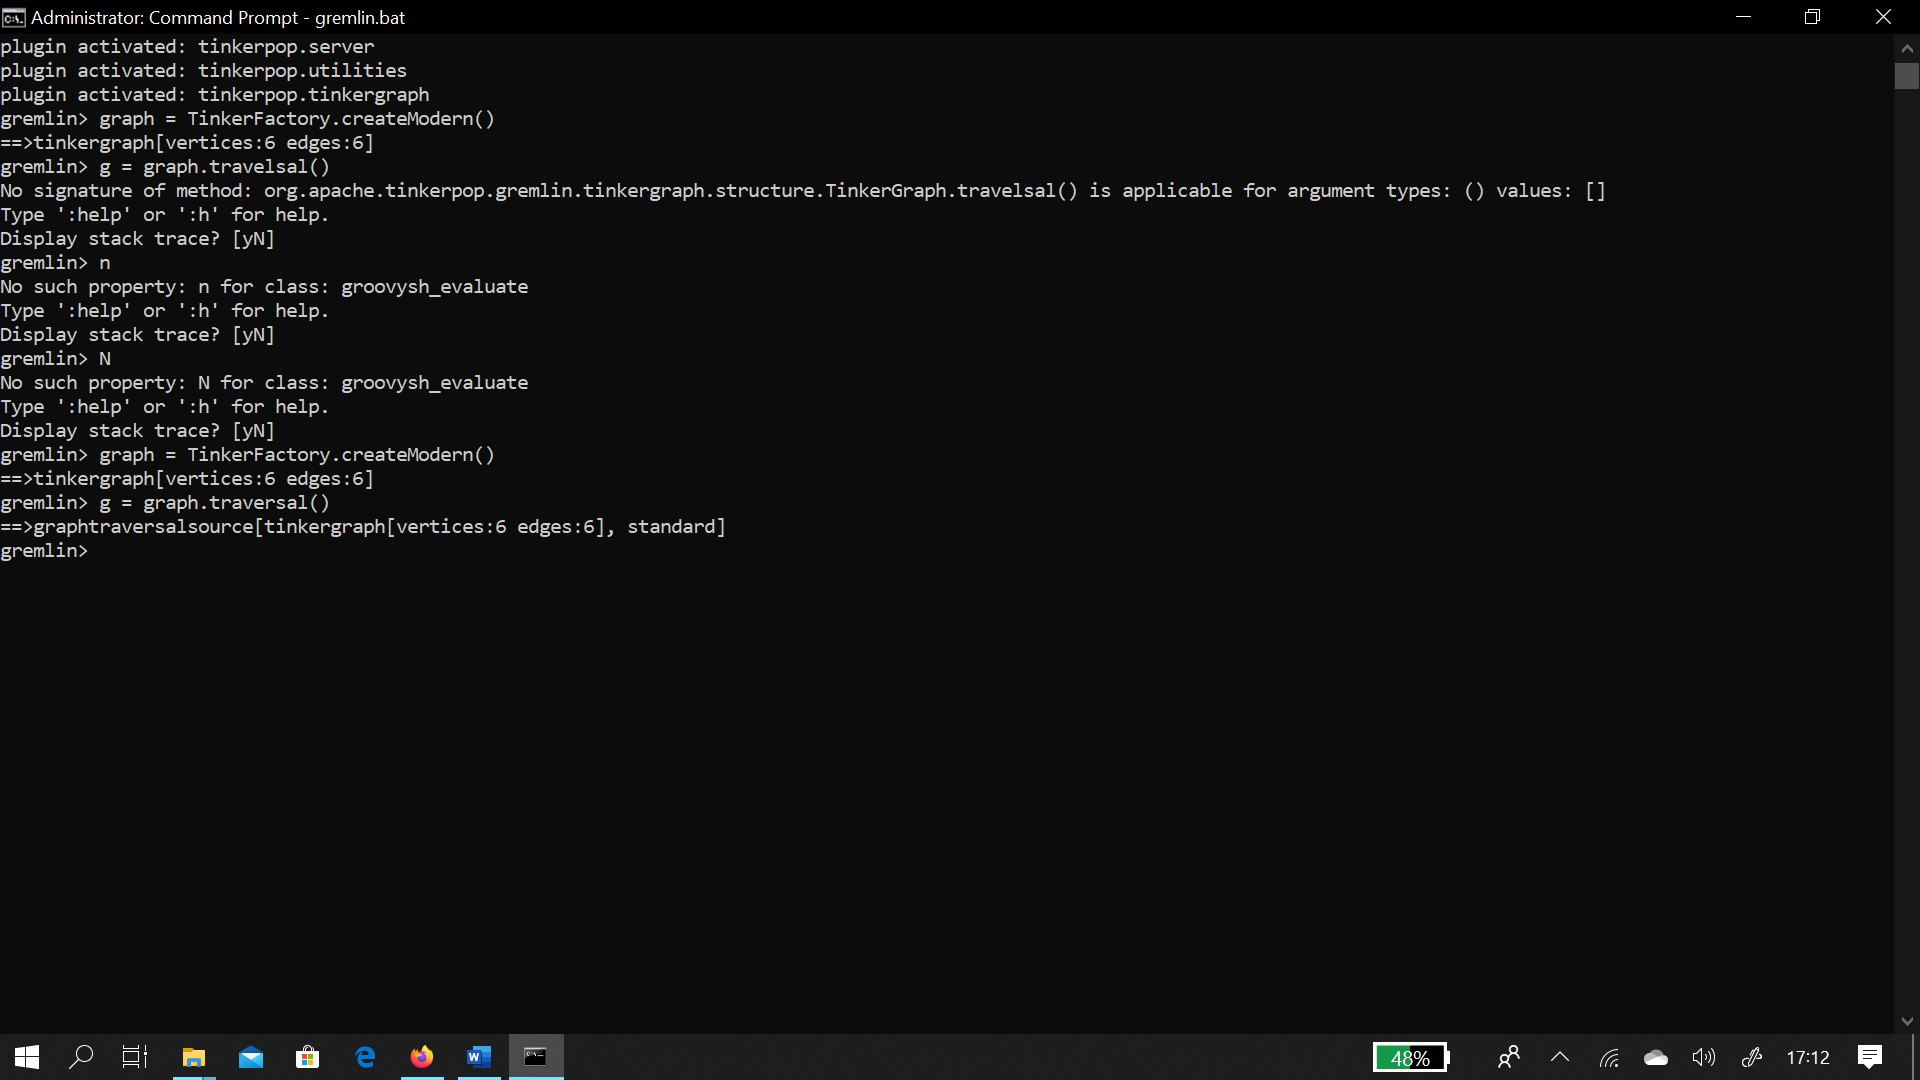 Administrator: Command Prompt - gremlin.bat
plugin activated: tinkerpop.server
plugin activated: tinkerpop.utilities
plugin activated: tinkerpop.tinkergraph
gremlin> graph = TinkerFactory.createModern()
==>tinkergraph[vertices:6 edges:6]
gremlin> g = graph.travelsal()
No signature of method: org.apache.tinkerpop.gremlin.tinkergraph.structure.TinkerGraph.travelsal() is applicable for argument types: () values: []
Type ':help' or ':h' for help.
Display stack trace? [yN]
gremlin> n
No such property: n for class: groovysh_evaluate
Type ':help' or ':h' for help.
Display stack trace? [yN]
gremlin> N
No such property: N for class: groovysh_evaluate
Type ':help' or ':h' for help.
Display stack trace? [yN]
gremlin> graph = TinkerFactory.createModern()
==>tinkergraph[vertices:6 edges:6]
gremlin> g = graph.traversal()
==>graphtraversalsource[tinkergraph[vertices:6 edges:6], standard]
gremlin>
48%
17:12